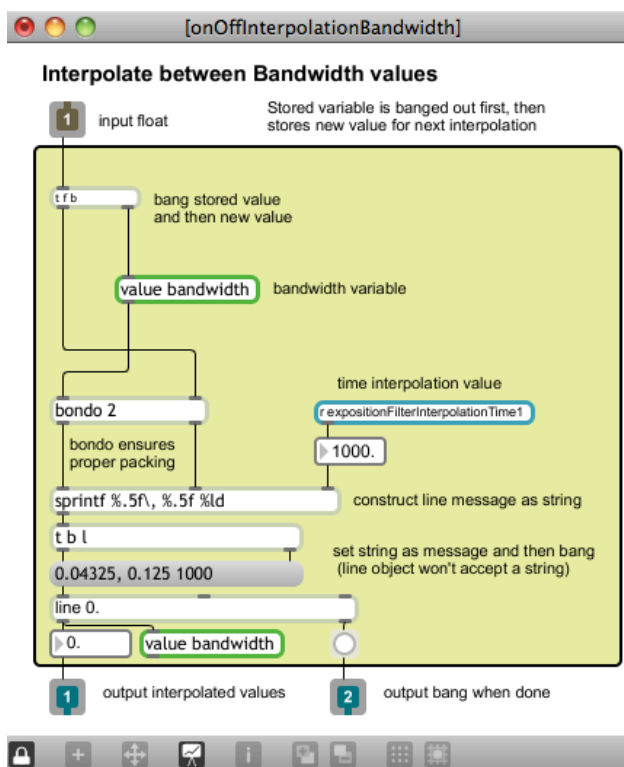 [onOffInterpolationBandwidth]
Interpolate between Bandwidth values
1
input float
Stored variable is banged out first, then
stores new value for next interpolation
t f b
bang stored value
and then new value
value bandwidth
bandwidth variable
time interpolation value
bondo 2
r expositionFilterInterpolationTime1
bondo ensures
proper packing
1000.
sprintf %.5f\, %.5f %ld
construct line message as string
t b l
set string as message and then bang
(line object won't accept a string)
0.04325, 0.125 1000
line 0.
0.
value bandwidth
1
output interpolated values
2
output bang when done